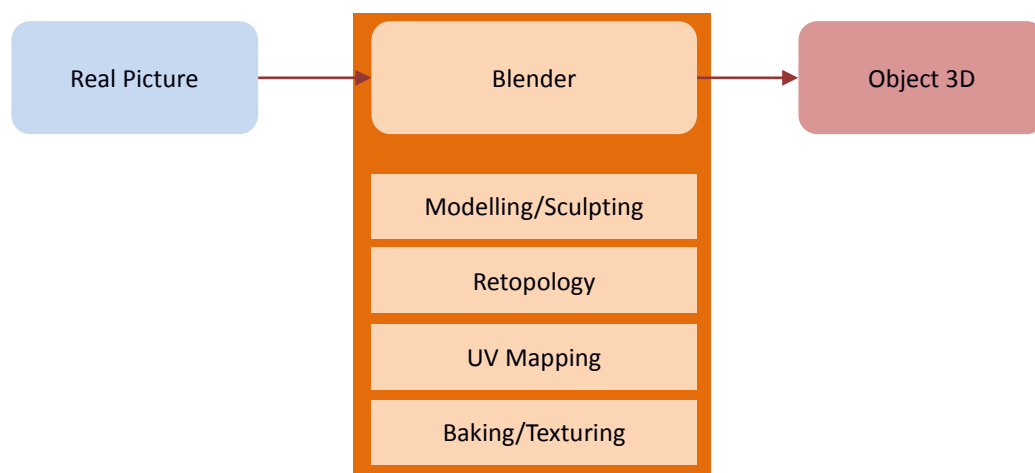 Real Picture
Blender
Object 3D
Modelling/Sculpting
Retopology
UV Mapping
Baking/Texturing